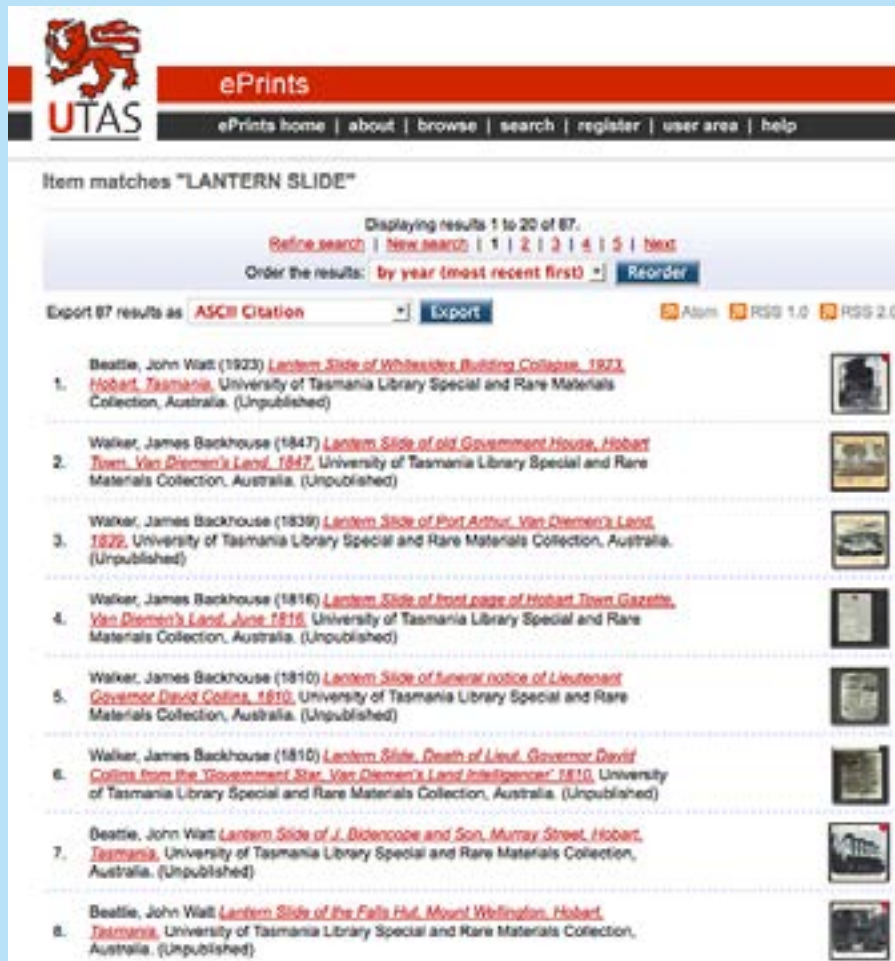 ePrints
UTAS
ePrints home | about | browse | search | register | user area | help
Item matches "LANTERN SLIDE"
Displaying results 1 to 20 of 87.
Refine search | New search | 1 | 2 | 3 | 4 | 5 | Next
Order the results: by year (most recent first) Reorder
Export 87 results as ASCII Citation Export Atom RSS 1.0 RSS 2.0
Beattie, John Watt (1923) Lantern Slide of Whitesides Building Collapse, 1923,
1. Hobart, Tasmania. University of Tasmania Library Special and Rare Materials
Collection, Australia. (Unpublished)
Walker, James Backhouse (1847) Lantern Slide of old Government House, Hobart
2. Town, Van Diemen's Land, 1847. University of Tasmania Library Special and Rare
Materials Collection, Australia. (Unpublished)
Walker, James Backhouse (1839) Lantern Slide of Port Arthur, Van Diemen's Land,
3. 1839. University of Tasmania Library Special and Rare Materials Collection, Australia.
(Unpublished)
Walker, James Backhouse (1816) Lantern Slide of front page of Hobart Town Gazette,
4. Van Diemen's Land, June 1816. University of Tasmania Library Special and Rare
Materials Collection, Australia. (Unpublished)
Walker, James Backhouse (1810) Lantern Slide of funeral notice of Lieutenant
5. Governor David Collins, 1810. University of Tasmania Library Special and Rare
Materials Collection, Australia. (Unpublished)
Walker, James Backhouse (1810) Lantern Slide, Death of Lieut. Governor David
6. Collins from the 'Government Star, Van Diemen's Land Intelligencer' 1810. University
of Tasmania Library Special and Rare Materials Collection, Australia. (Unpublished)
Beattie, John Watt Lantern Slide of J. Bidencope and Son, Murray Street, Hobart,
7. Tasmania. University of Tasmania Library Special and Rare Materials Collection,
Australia. (Unpublished)
Beattie, John Watt Lantern Slide of the Falls Hut, Mount Wellington, Hobart,
8. Tasmania. University of Tasmania Library Special and Rare Materials Collection,
Australia. (Unpublished)